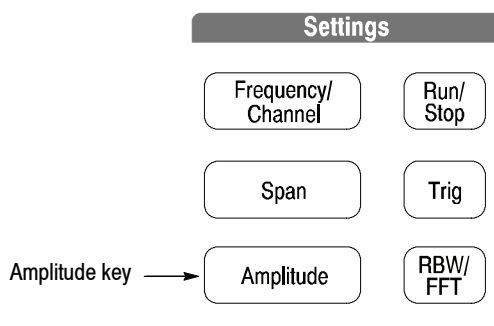 Settings
Frequency/
Channel
Run/
Stop
Span
Trig
Amplitude key
Amplitude
RBW/
FFT